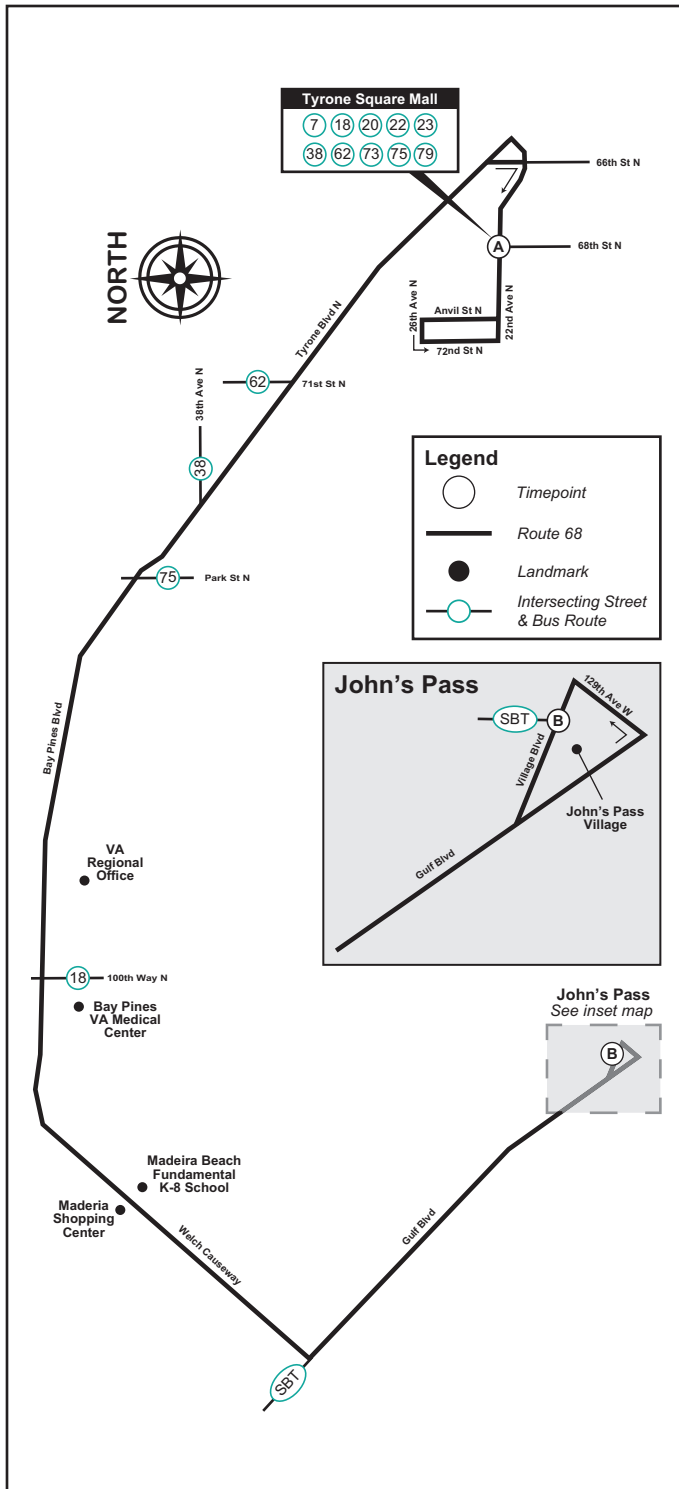 Tyrone Square Mall
7 18 20 22 23
38 62 73 75 79
66th St N
A
68th St N
NORTH
26th Ave N
Anvil St N
22nd Ave N
72nd St N
Tyrone Blvd N
62
71st St N
38th Ave N
38
75
Park St N
Legend
Timepoint
Route 68
Landmark
Intersecting Street
& Bus Route
John's Pass
129th Ave W
SBT
B
Village Blvd
John's Pass
Village
Gulf Blvd
Bay Pines Blvd
VA
Regional
Office
18
100th Way N
Bay Pines
VA Medical
Center
John's Pass
See inset map
B
Madeira Beach
Fundamental
K-8 School
Maderia
Shopping
Center
Welch Causeway
Gulf Blvd
SBT